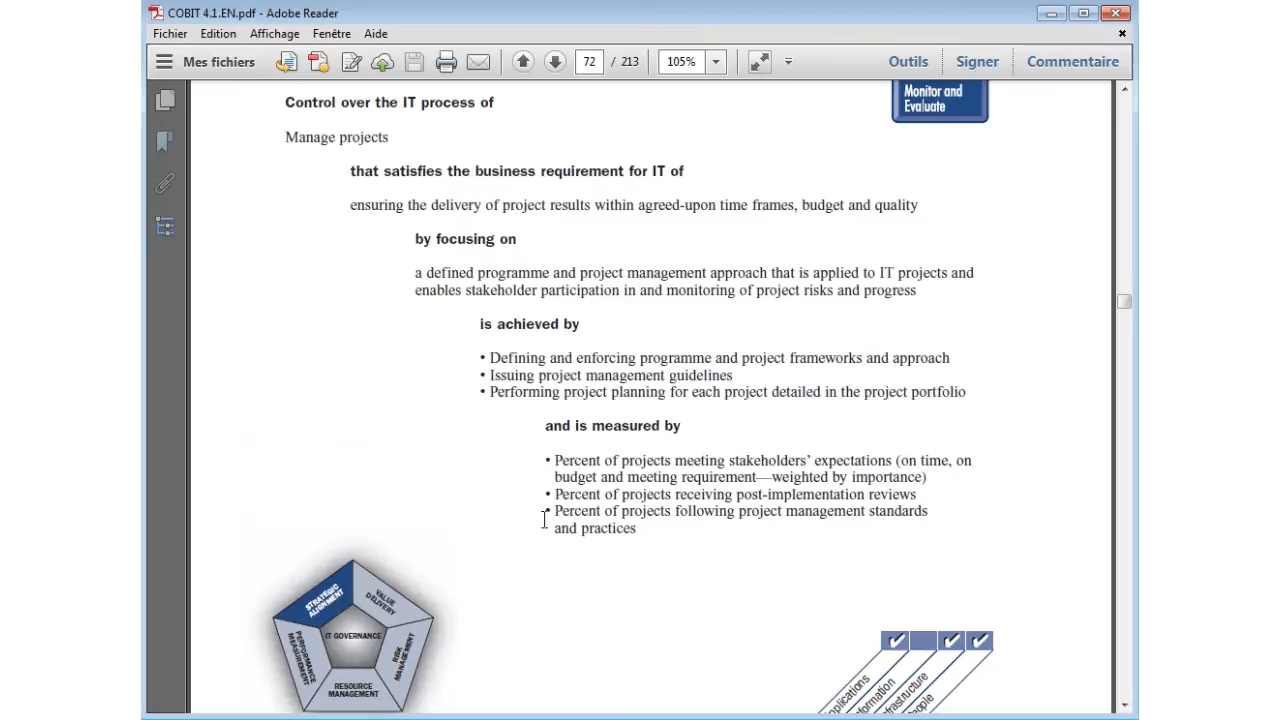 COBIT 4.1.EN.pdf - Adobe Reader
Fichier Edition Affichage Fenêtre Aide
Mes fichiers 72 / 213 105% Outils Signer Commentaire
Monitor and
Evaluate
Control over the IT process of
Manage projects
that satisfies the business requirement for IT of
ensuring the delivery of project results within agreed-upon time frames, budget and quality
by focusing on
a defined programme and project management approach that is applied to IT projects and
enables stakeholder participation in and monitoring of project risks and progress
is achieved by
• Defining and enforcing programme and project frameworks and approach
• Issuing project management guidelines
• Performing project planning for each project detailed in the project portfolio
and is measured by
• Percent of projects meeting stakeholders’ expectations (on time, on
budget and meeting requirement—weighted by importance)
• Percent of projects receiving post-implementation reviews
• Percent of projects following project management standards
and practices
STRATEGIC
ALIGNMENT
VALUE
DELIVERY
IT GOVERNANCE
PERFORMANCE
MEASUREMENT
RISK
MANAGEMENT
RESOURCE
MANAGEMENT